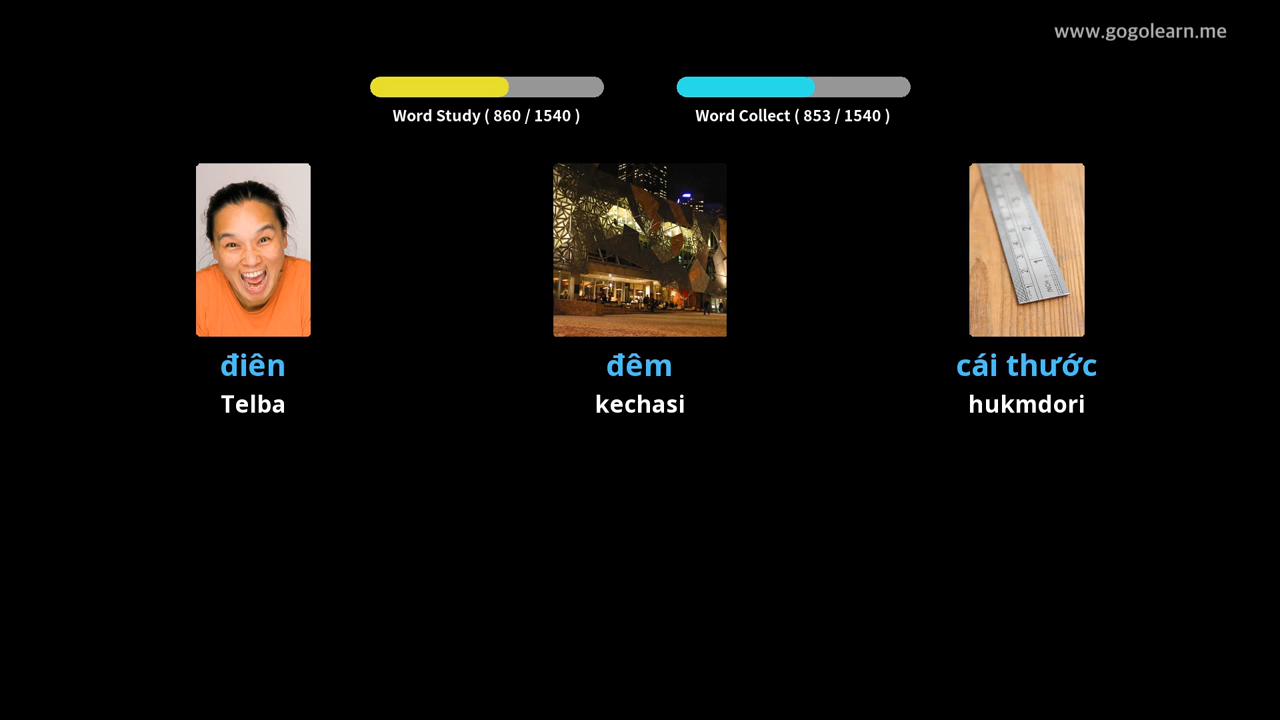 www.gogolearn.me
Word Study ( 860 / 1540 )
Word Collect ( 853 / 1540 )
điên
Telba
đêm
kechasi
cái thước
hukmdori